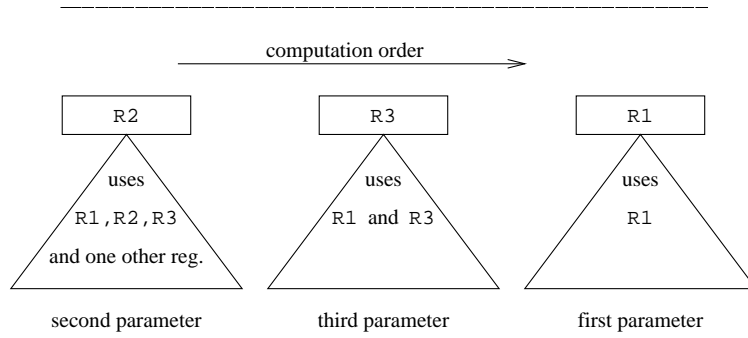 computation order
R2 R3 R1
uses uses uses
R1,R2,R3 R1 and R3 R1
and one other reg.
second parameter third parameter first parameter